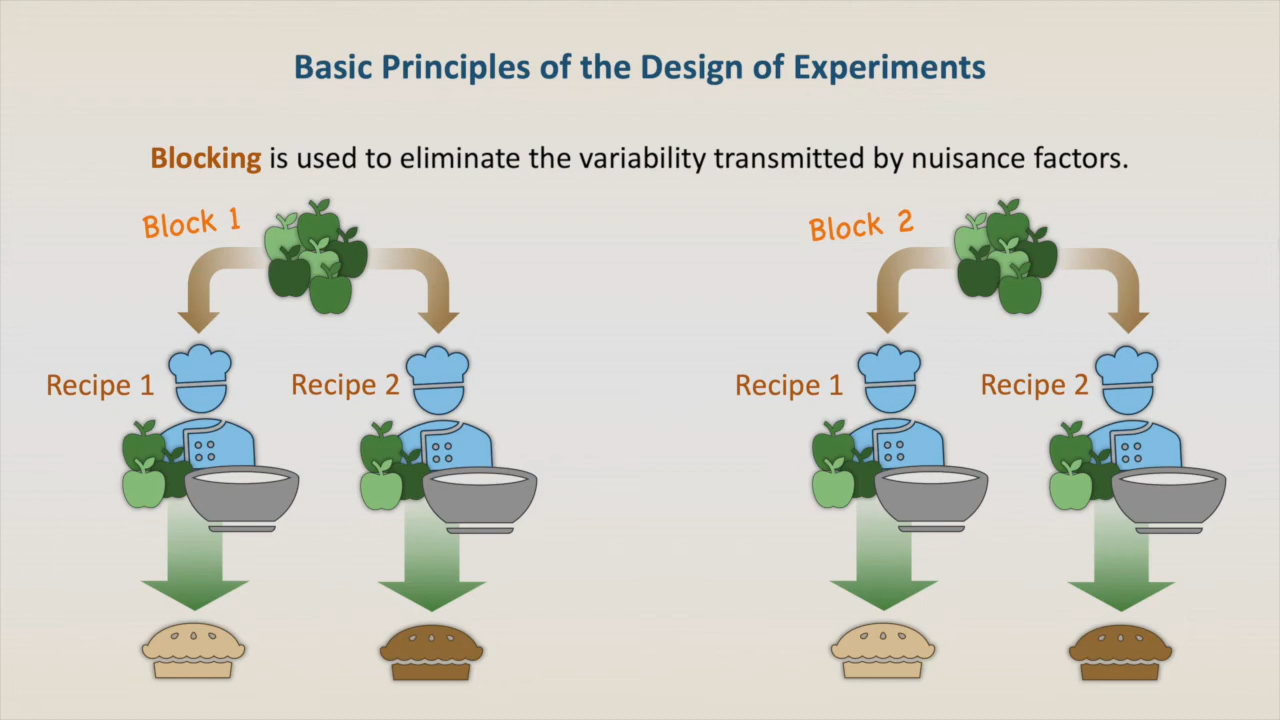 Basic Principles of the Design of Experiments
Blocking is used to eliminate the variability transmitted by nuisance factors.
Block 1
Block 2
Recipe 1
Recipe 2
Recipe 1
Recipe 2